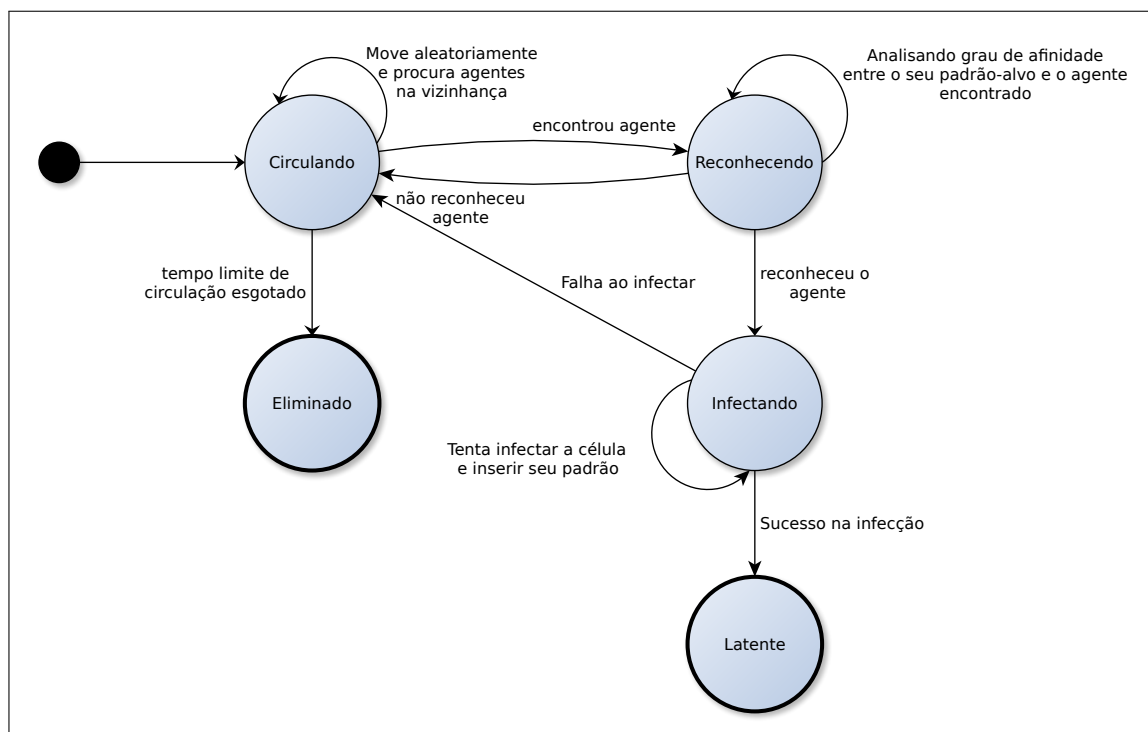 Move aleatoriamente
e procura agentes
na vizinhança
Analisando grau de afinidade
entre o seu padrão-alvo e o agente
encontrado
encontrou agente
Circulando
Reconhecendo
não reconheceu
agente
tempo limite de
circulação esgotado
Falha ao infectar
reconheceu o
agente
Eliminado
Infectando
Tenta infectar a célula
e inserir seu padrão
Sucesso na infecção
Latente